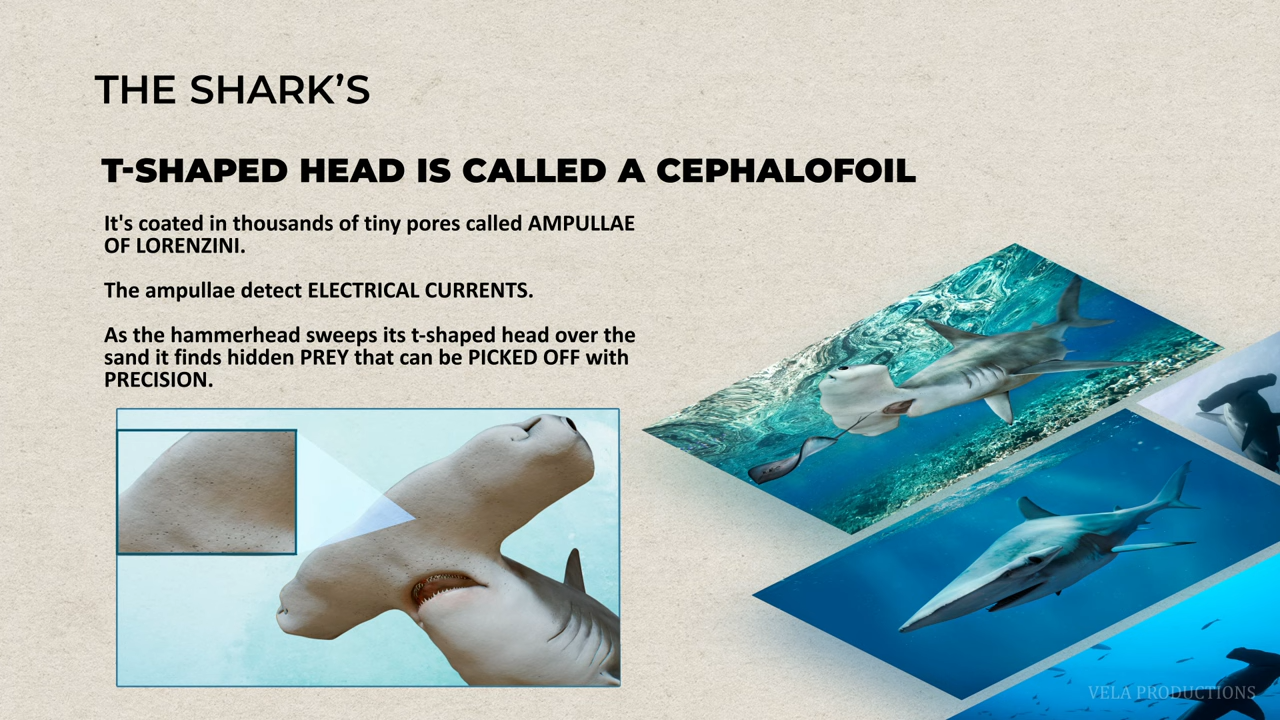 THE SHARK’S
T-SHAPED HEAD IS CALLED A CEPHALOFOIL
It's coated in thousands of tiny pores called AMPULLAE
OF LORENZINI.
The ampullae detect ELECTRICAL CURRENTS.
As the hammerhead sweeps its t-shaped head over the
sand it finds hidden PREY that can be PICKED OFF with
PRECISION.
VELA PRODUCTIONS